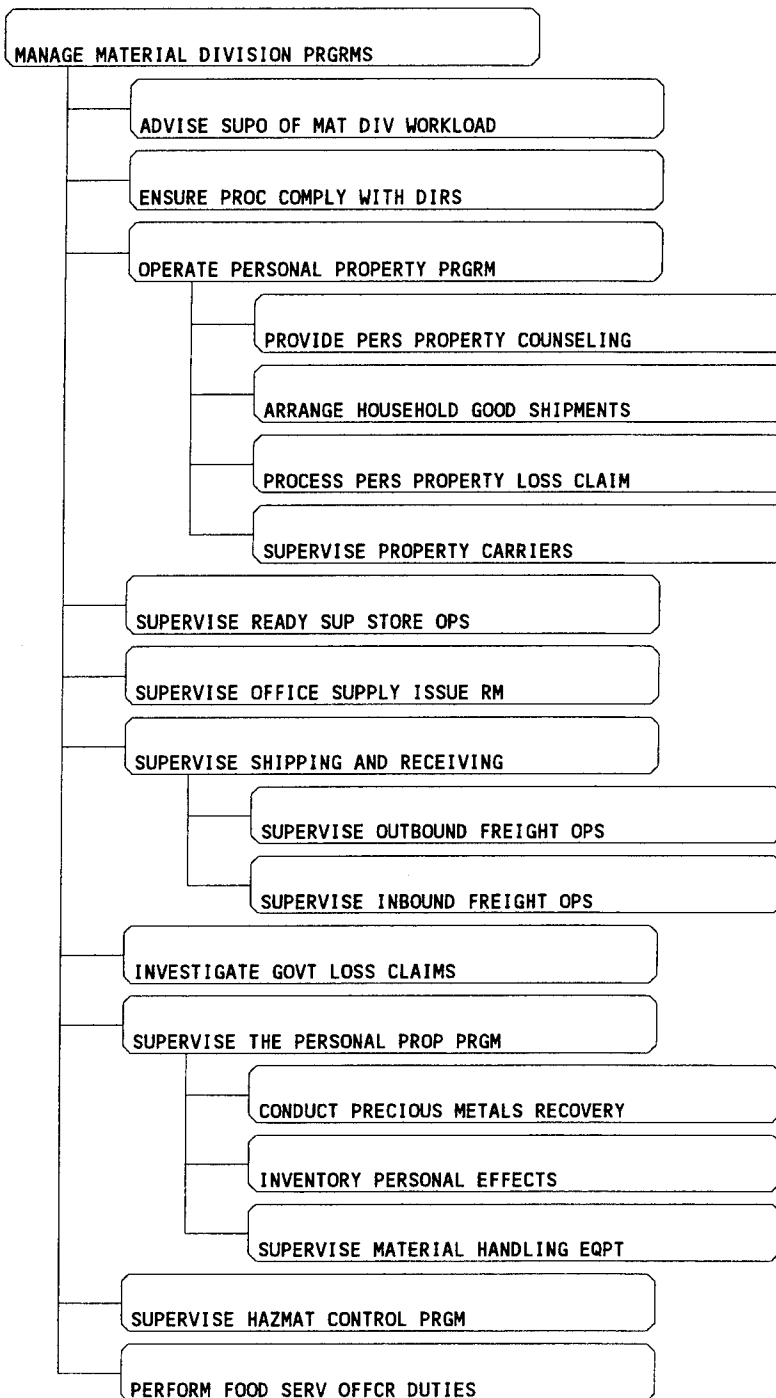 MANAGE MATERIAL DIVISION PRGRMS
ADVISE SUPO OF MAT DIV WORKLOAD
ENSURE PROC COMPLY WITH DIRS
OPERATE PERSONAL PROPERTY PRGRM
PROVIDE PERS PROPERTY COUNSELING
ARRANGE HOUSEHOLD GOOD SHIPMENTS
PROCESS PERS PROPERTY LOSS CLAIM
SUPERVISE PROPERTY CARRIERS
SUPERVISE READY SUP STORE OPS
SUPERVISE OFFICE SUPPLY ISSUE RM
SUPERVISE SHIPPING AND RECEIVING
SUPERVISE OUTBOUND FREIGHT OPS
SUPERVISE INBOUND FREIGHT OPS
INVESTIGATE GOVT LOSS CLAIMS
SUPERVISE THE PERSONAL PROP PRGM
CONDUCT PRECIOUS METALS RECOVERY
INVENTORY PERSONAL EFFECTS
SUPERVISE MATERIAL HANDLING EQPT
SUPERVISE HAZMAT CONTROL PRGM
PERFORM FOOD SERV OFFCR DUTIES